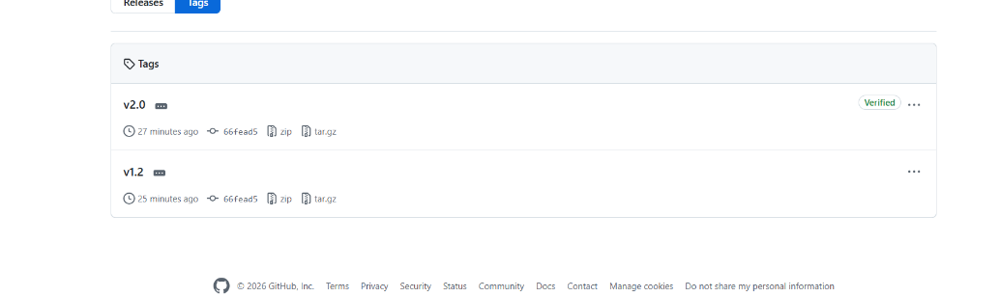 Releases Tags
Tags
v2.0
Verified
27 minutes ago 66fead5 zip tar.gz
v1.2
25 minutes ago 66fead5 zip tar.gz
© 2026 GitHub, Inc. Terms Privacy Security Status Community Docs Contact Manage cookies Do not share my personal information